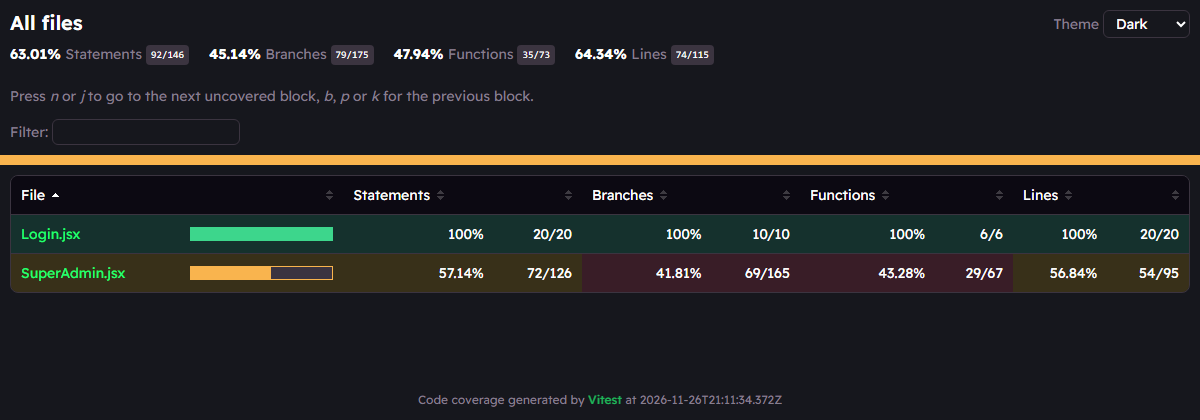 All files
Theme Dark
63.01% Statements 92/146 45.14% Branches 79/175 47.94% Functions 35/73 64.34% Lines 74/115
Press n or j to go to the next uncovered block, b, p or k for the previous block.
Filter:
File Statements Branches Functions Lines
Login.jsx 100% 20/20 100% 10/10 100% 6/6 100% 20/20
SuperAdmin.jsx 57.14% 72/126 41.81% 69/165 43.28% 29/67 56.84% 54/95
Code coverage generated by Vitest at 2026-11-26T21:11:34.372Z